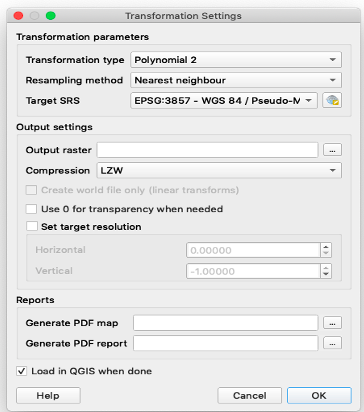 Transformation Settings
Transformation parameters
Transformation type Polynomial 2
Resampling method Nearest neighbour
Target SRS EPSG:3857 - WGS 84 / Pseudo-M
Output settings
Output raster ...
Compression LZW
Create world file only (linear transforms)
Use 0 for transparency when needed
Set target resolution
Horizontal 0.00000
Vertical -1.00000
Reports
Generate PDF map ...
Generate PDF report ...
Load in QGIS when done
Help Cancel OK